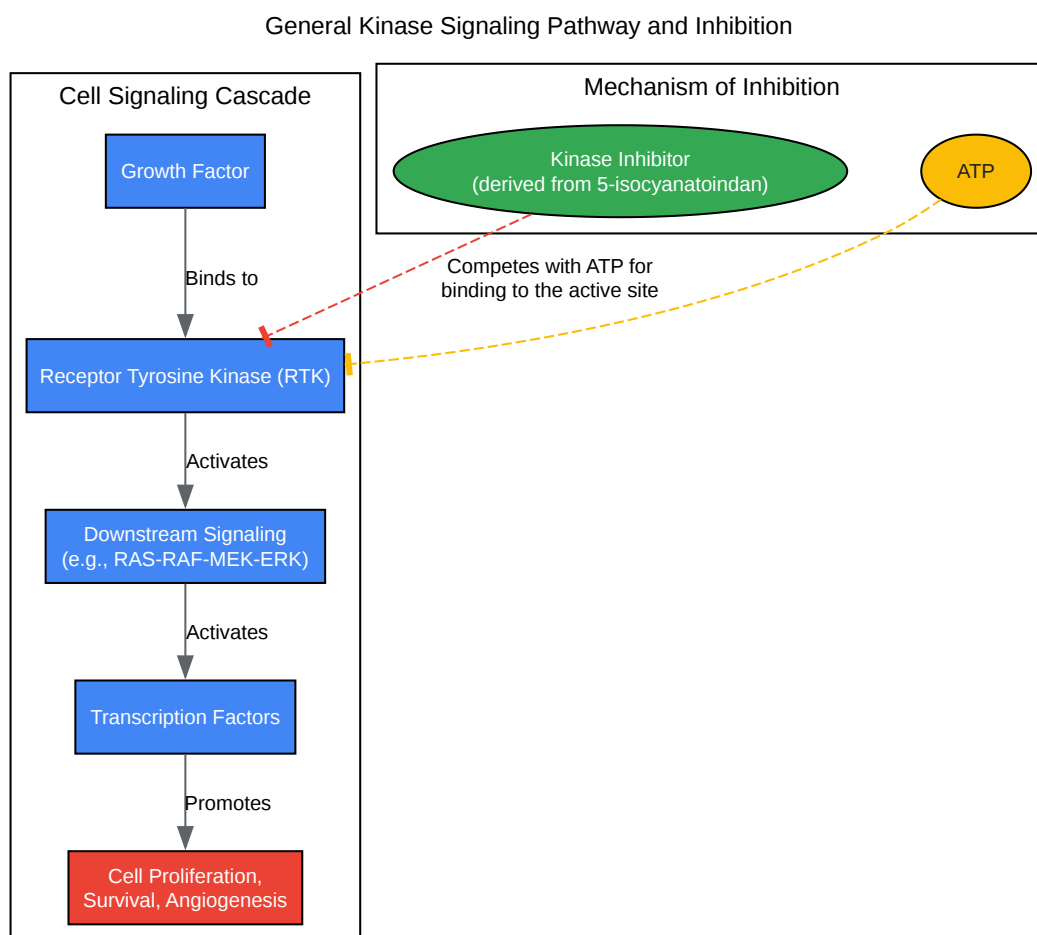 General Kinase Signaling Pathway and Inhibition
Cell Signaling Cascade
Growth Factor
Binds to
Receptor Tyrosine Kinase (RTK)
Activates
Downstream Signaling
(e.g., RAS-RAF-MEK-ERK)
Activates
Transcription Factors
Promotes
Cell Proliferation,
Survival, Angiogenesis
Mechanism of Inhibition
Kinase Inhibitor
(derived from 5-isocyanatoindan)
ATP
Competes with ATP for
binding to the active site